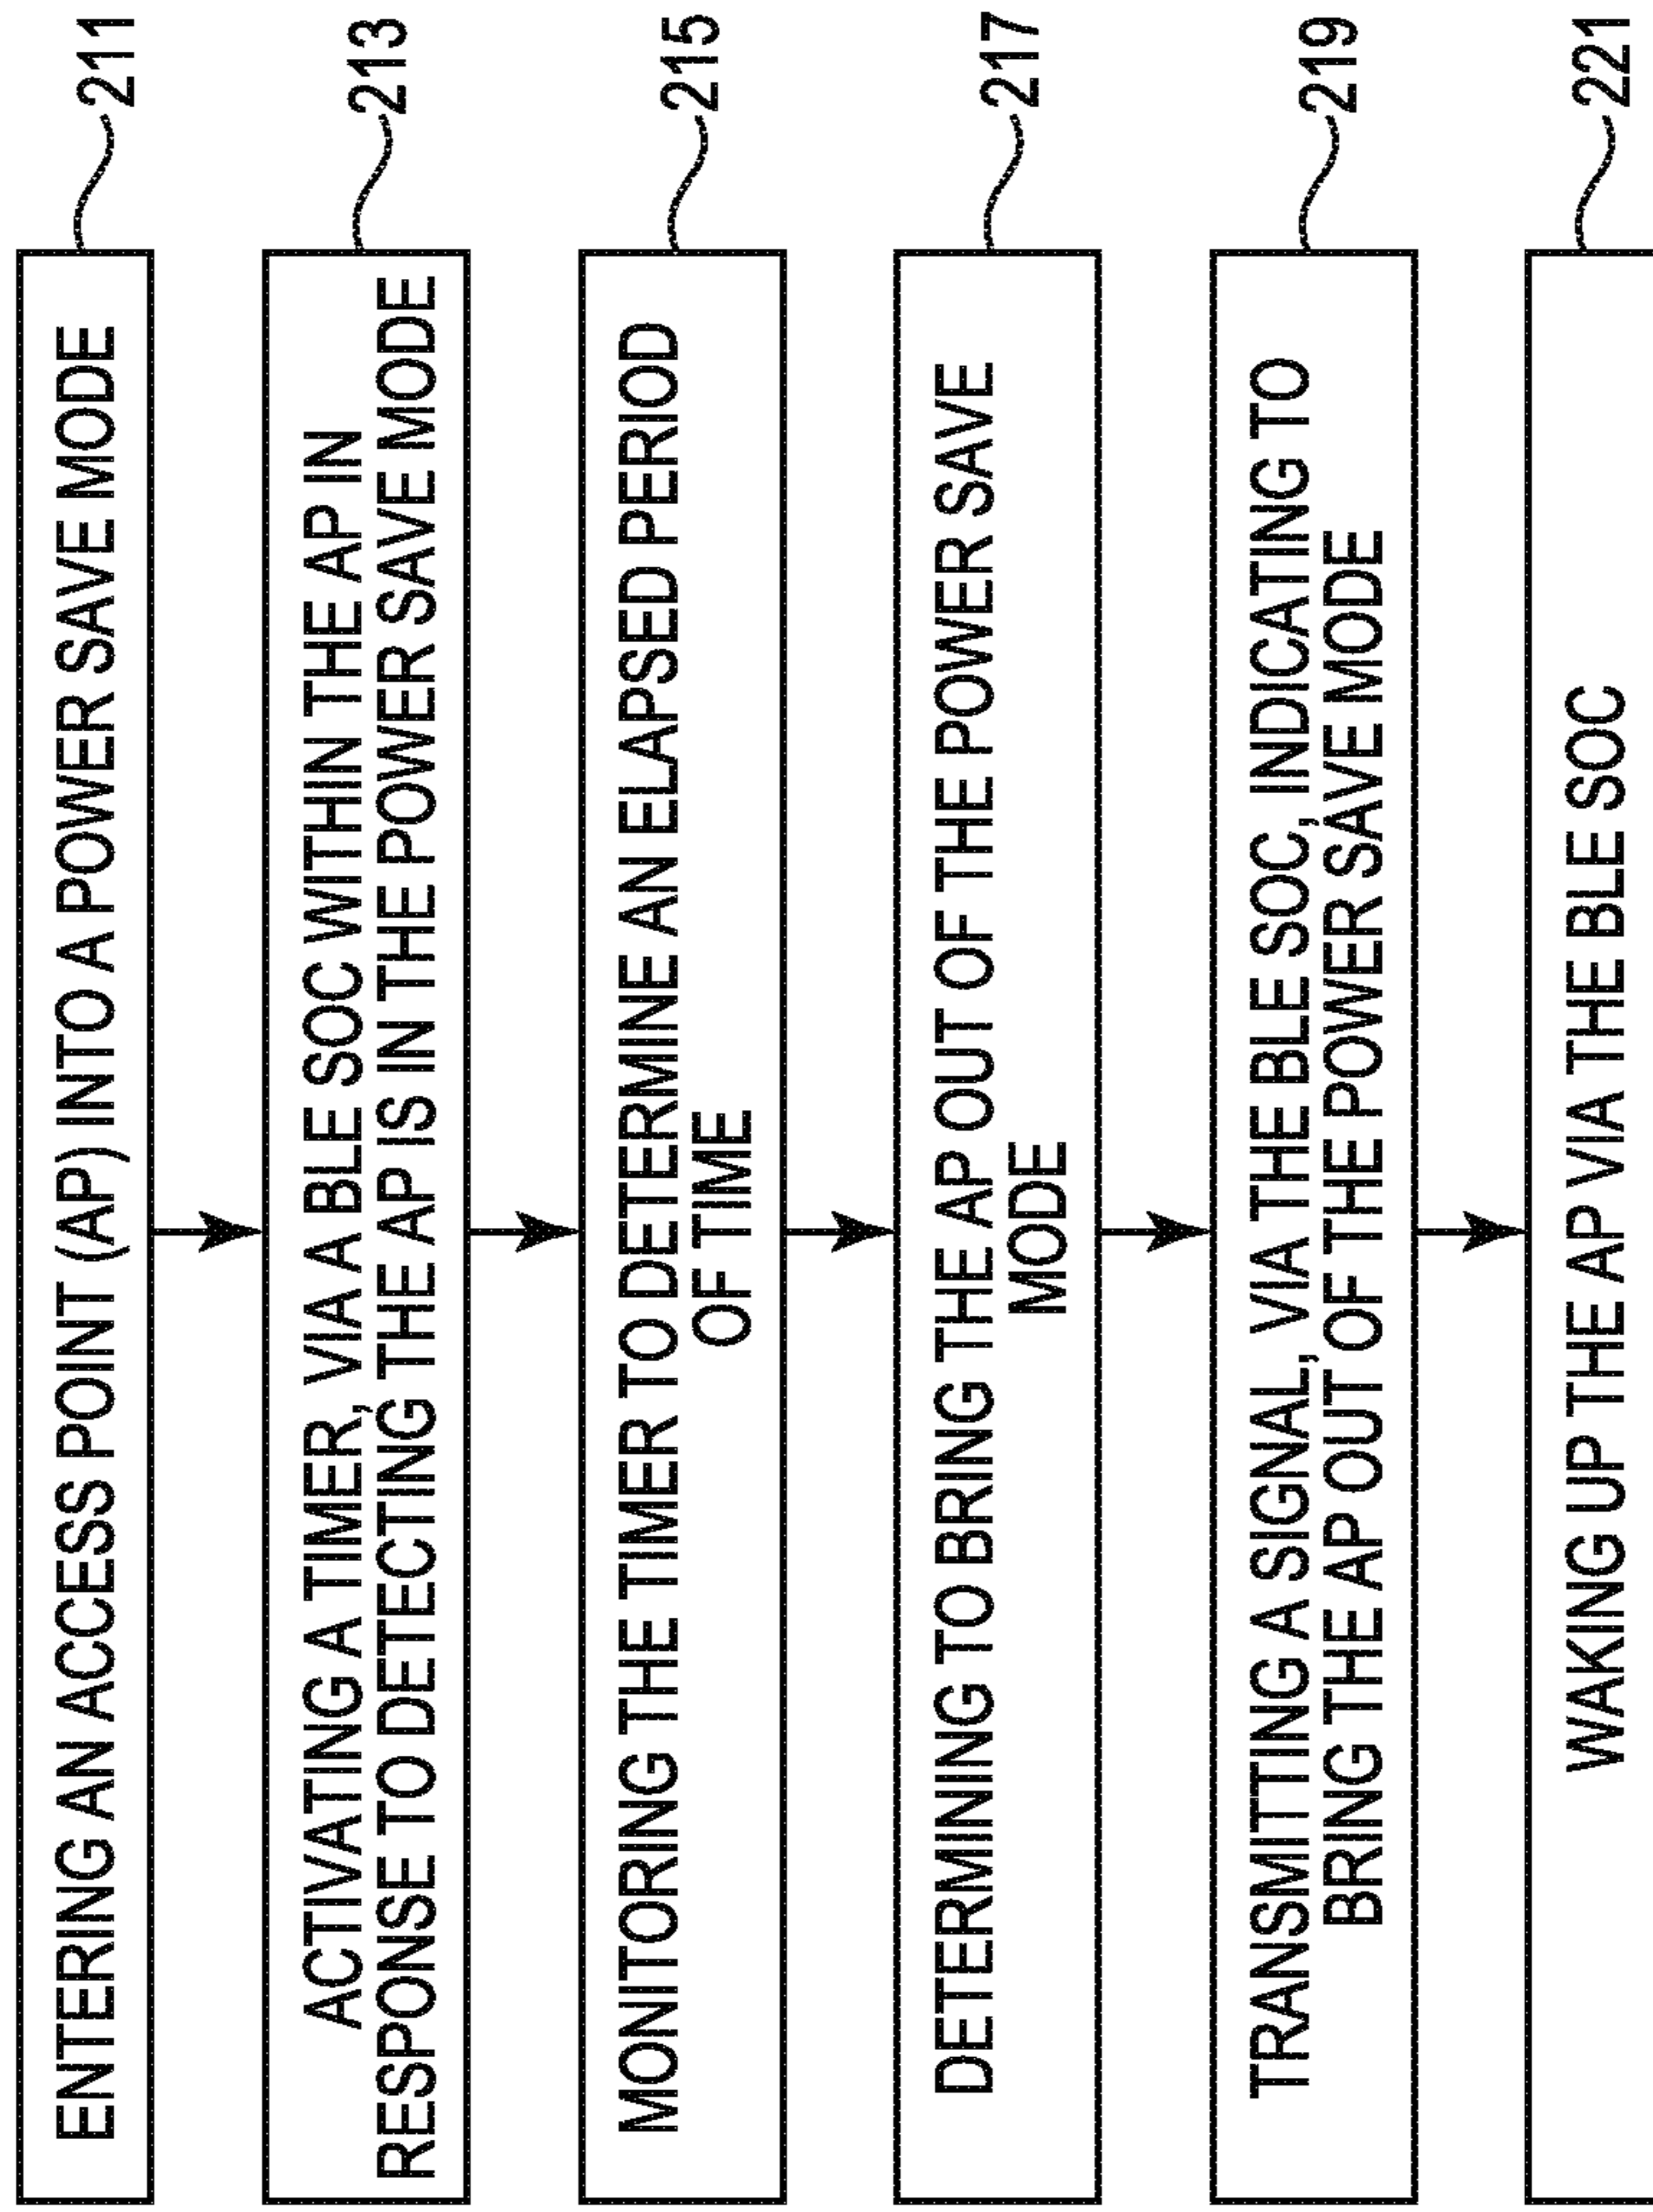 ENTERING AN ACCESS POINT (AP) INTO A POWER SAVE MODE
211
ACTIVATING A TIMER, VIA A BLE SOC WITHIN THE AP IN
RESPONSE TO DETECTING THE AP IS IN THE POWER SAVE MODE
213
MONITORING THE TIMER TO DETERMINE AN ELAPSED PERIOD
OF TIME
215
DETERMINING TO BRING THE AP OUT OF THE POWER SAVE
MODE
217
TRANSMITTING A SIGNAL, VIA THE BLE SOC, INDICATING TO
BRING THE AP OUT OF THE POWER SAVE MODE
219
WAKING UP THE AP VIA THE BLE SOC
221